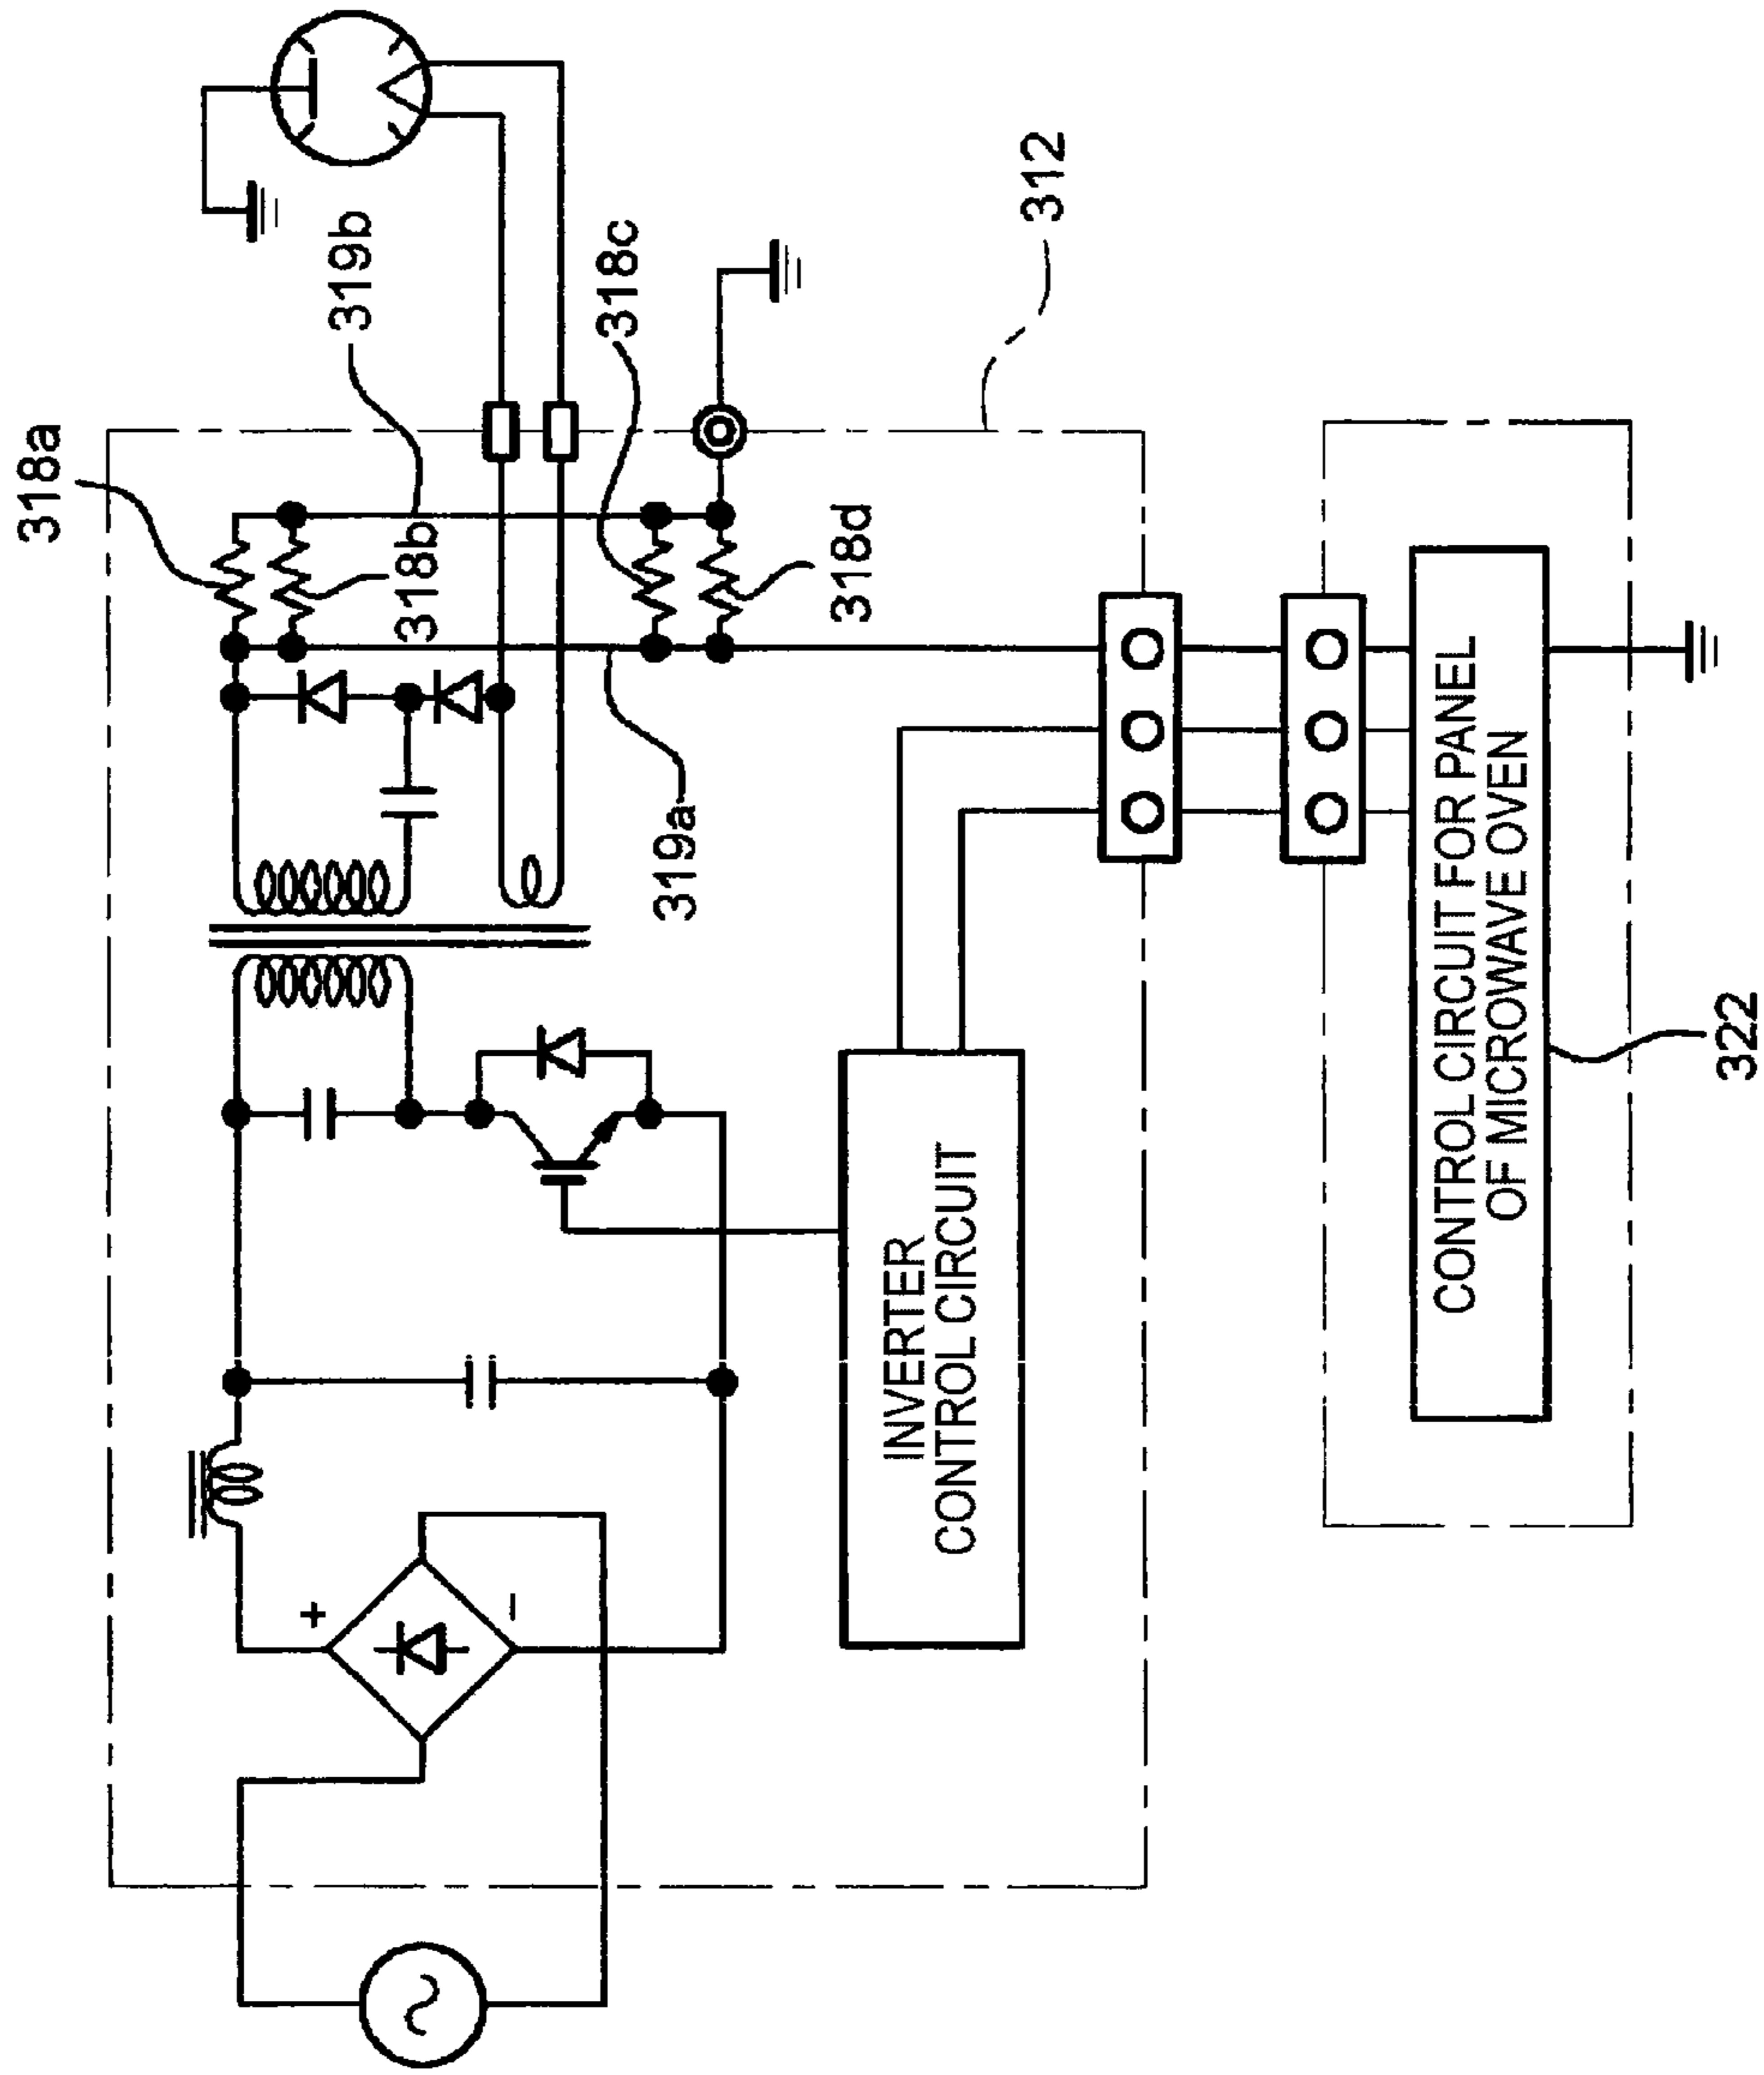 318a
319b
318b
318c
318d
319a
312
+
−
INVERTER
CONTROL CIRCUIT
CONTROL CIRCUIT FOR PANEL
OF MICROWAVE OVEN
322